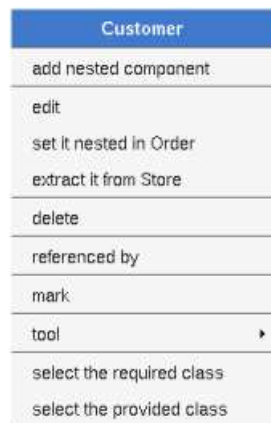 Customer
add nested component
edit
set it nested in Order
extract it from Store
delete
referenced by
mark
tool
select the required class
select the provided class